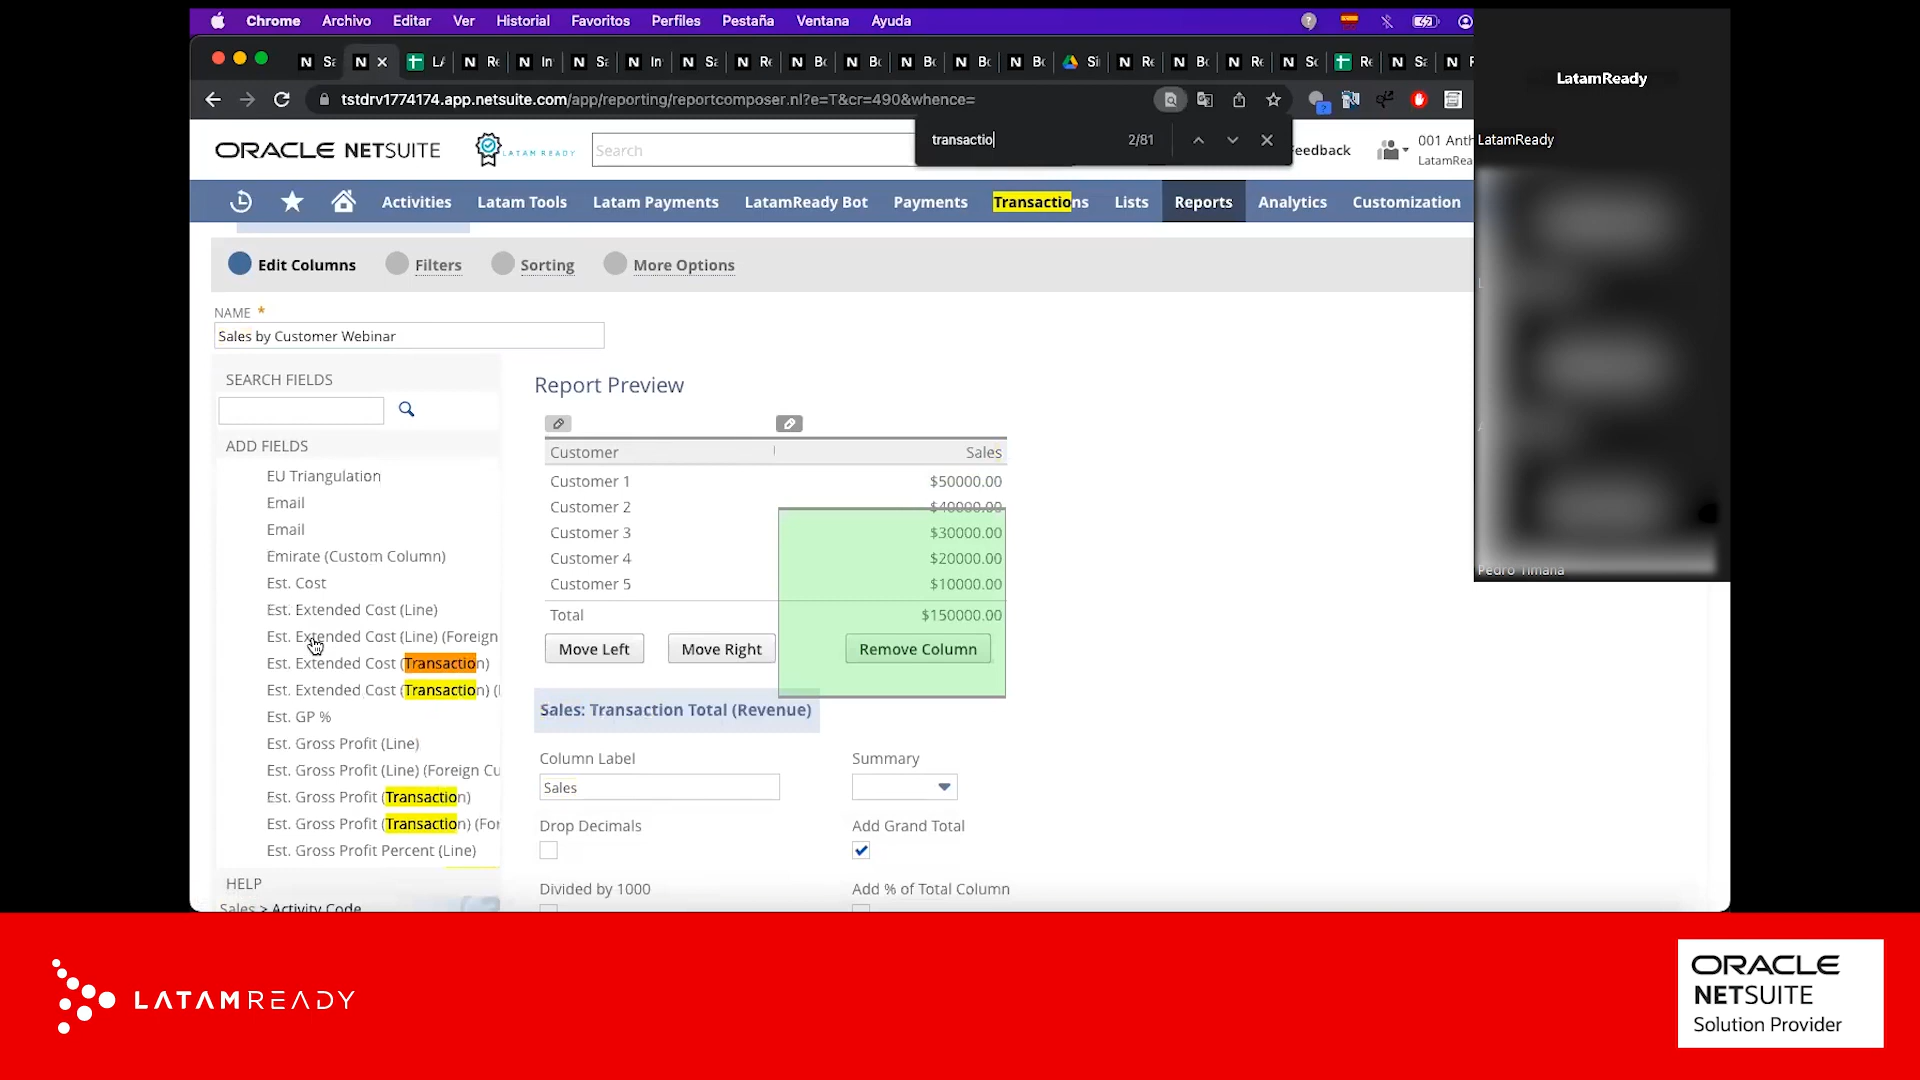 Chrome Archivo Editar Ver Historial Favoritos Perfiles Pestaña Ventana Ayuda
tstdrv1774174.app.netsuite.com/app/reporting/reportcomposer.nl?e=T&cr=490&whence=
LatamReady
transactio 2/81
LatamReady
ORACLE NETSUITE LATAM READY Search
eedback
001 Anth
LatamRea
Activities Latam Tools Latam Payments LatamReady Bot Payments Transactions Lists Reports Analytics Customization
Edit Columns Filters Sorting More Options
NAME *
Sales by Customer Webinar
SEARCH FIELDS
ADD FIELDS
EU Triangulation
Email
Email
Emirate (Custom Column)
Est. Cost
Est. Extended Cost (Line)
Est. Extended Cost (Line) (Foreign
Est. Extended Cost (Transaction)
Est. Extended Cost (Transaction) (
Est. GP %
Est. Gross Profit (Line)
Est. Gross Profit (Line) (Foreign Cu
Est. Gross Profit (Transaction)
Est. Gross Profit (Transaction) (For
Est. Gross Profit Percent (Line)
HELP
Sales > Activity Code
Report Preview
Customer Sales
Customer 1 $50000.00
Customer 2 $40000.00
Customer 3 $30000.00
Customer 4 $20000.00
Customer 5 $10000.00
Total $150000.00
Move Left Move Right Remove Column
Sales: Transaction Total (Revenue)
Column Label Summary
Sales
Drop Decimals Add Grand Total
Divided by 1000 Add % of Total Column
Pedro Timana
LATAMREADY
ORACLE
NETSUITE
Solution Provider